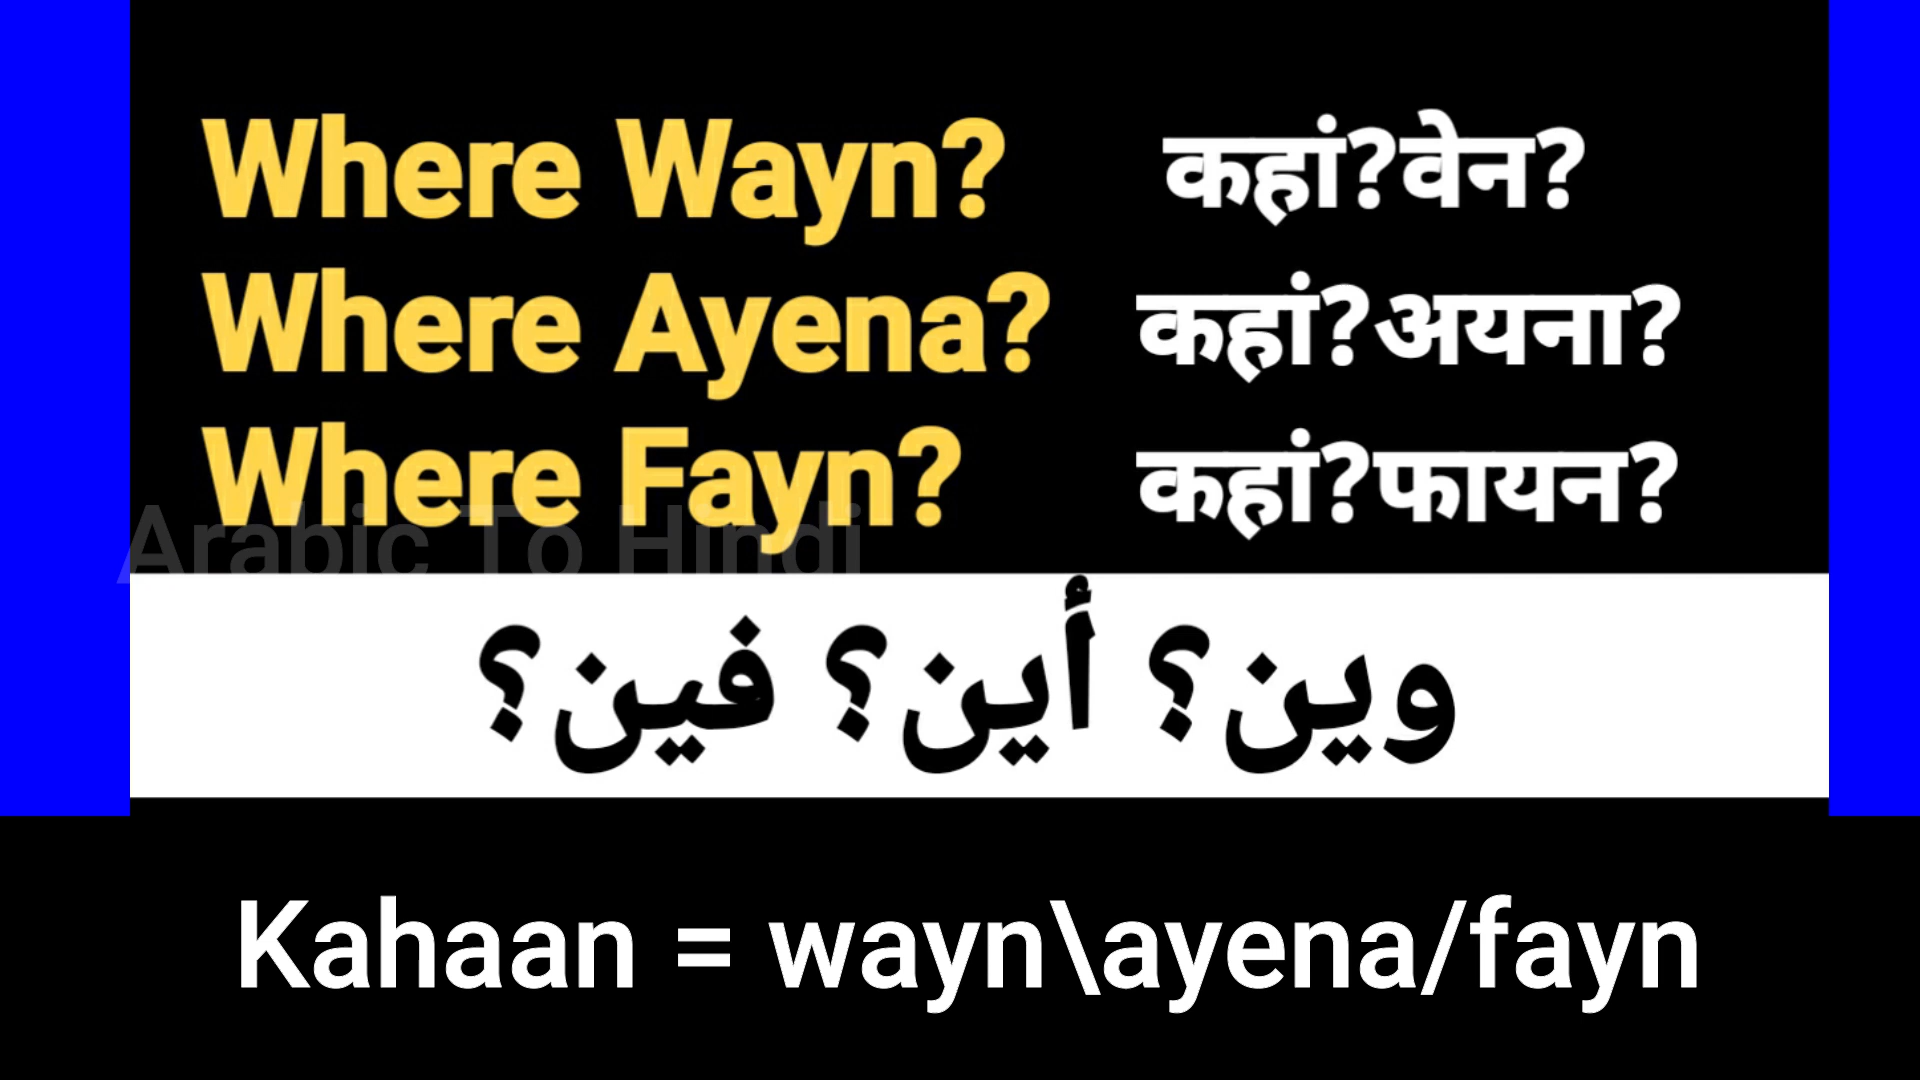 Where Wayn? कहां?वेन?
Where Ayena? कहां?अयना?
Where Fayn? कहां?फायन?
Arabic To Hindi
وين؟ أين؟ فين؟
Kahaan = wayn\ayena/fayn